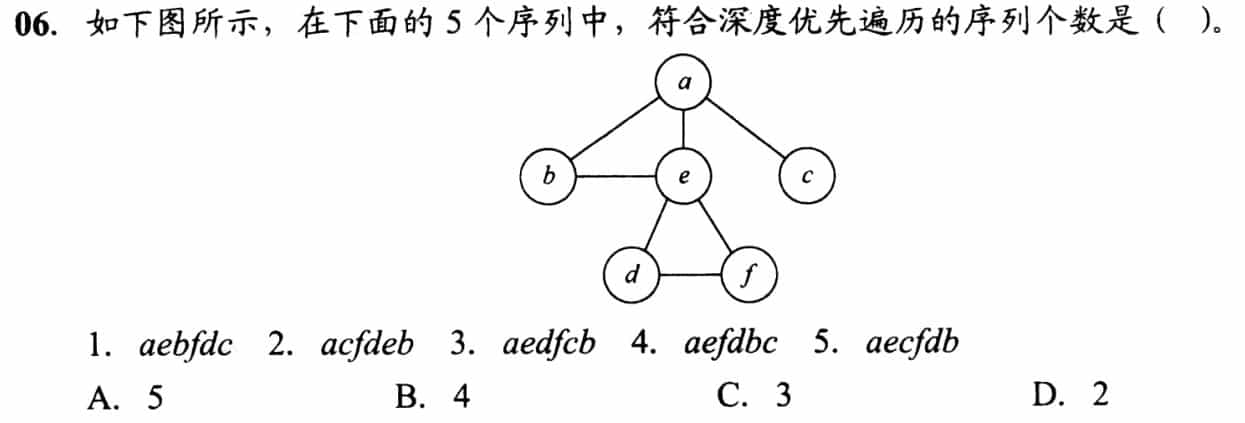 06. 如下图所示，在下面的 5 个序列中，符合深度优先遍历的序列个数是（ ）。
a
b e c
d f
1. aebfdc 2. acfdeb 3. aedfcb 4. aefdbc 5. aecfdb
A. 5 B. 4 C. 3 D. 2